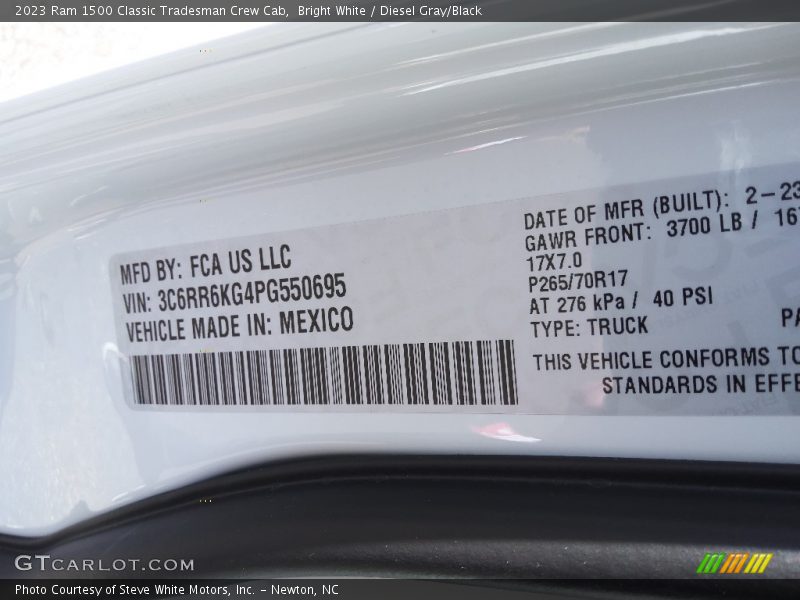 2023 Ram 1500 Classic Tradesman Crew Cab, Bright White / Diesel Gray/Black
MFD BY: FCA US LLC
VIN: 3C6RR6KG4PG550695
VEHICLE MADE IN: MEXICO
DATE OF MFR (BUILT): 2-23
GAWR FRONT: 3700 LB / 167
17X7.0
P265/70R17
AT 276 kPa / 40 PSI
TYPE: TRUCK
PA
THIS VEHICLE CONFORMS TO
STANDARDS IN EFFE
GTCARLOT.COM
Photo Courtesy of Steve White Motors, Inc. - Newton, NC